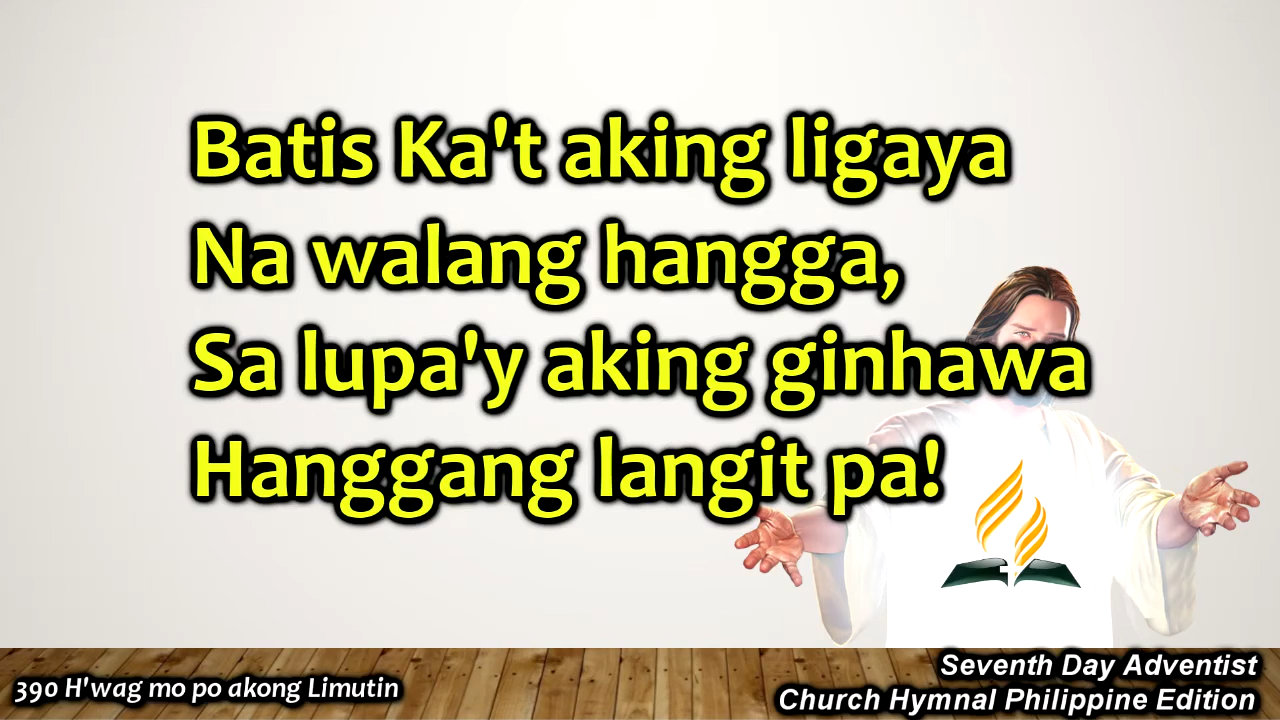 Batis Ka't aking ligaya
Na walang hangga,
Sa lupa'y aking ginhawa
Hanggang langit pa!
390 H'wag mo po akong Limutin
Seventh Day Adventist
Church Hymnal Philippine Edition